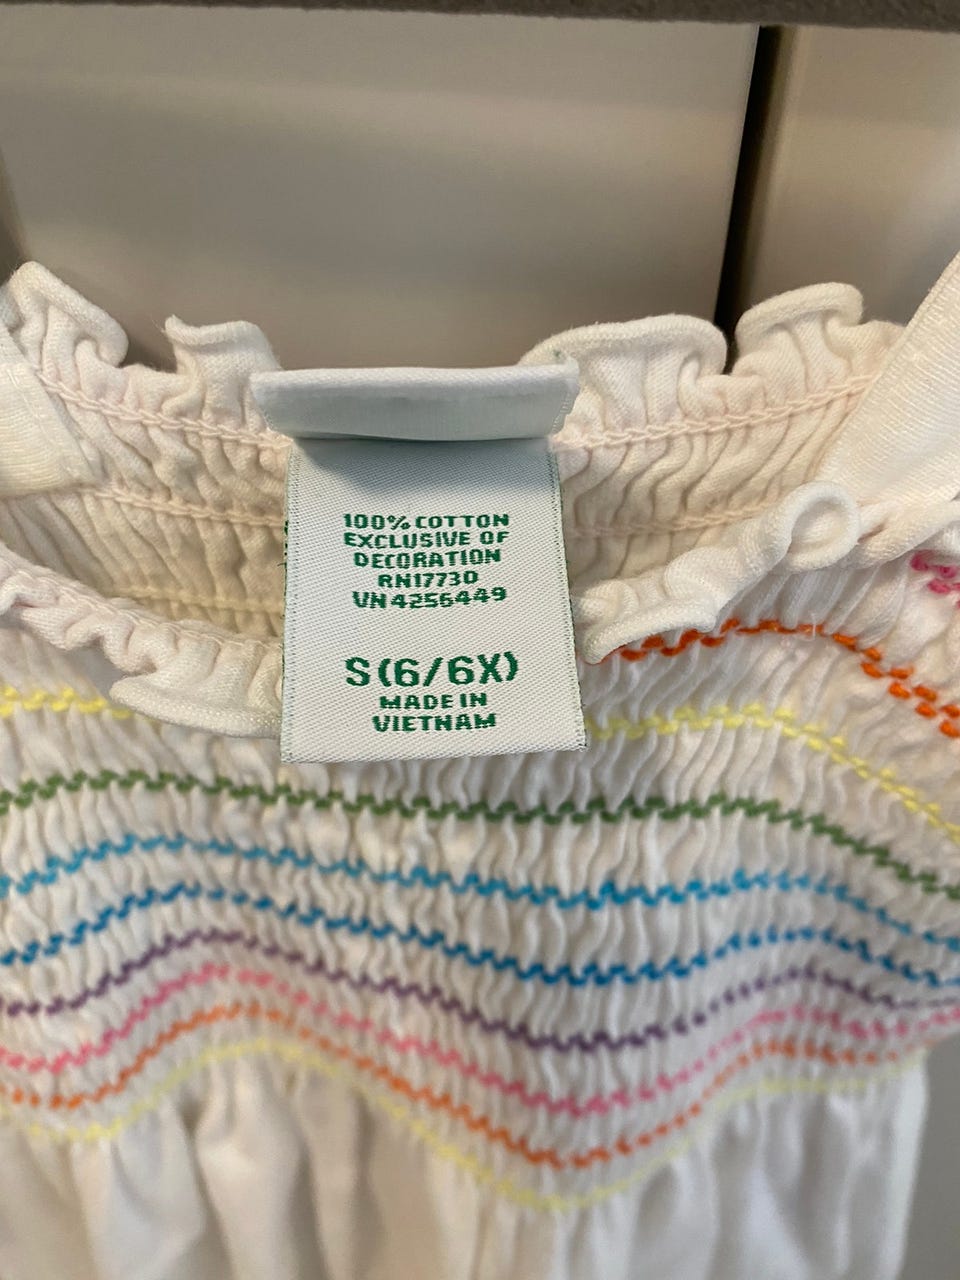 100% COTTON
EXCLUSIVE OF
DECORATION
RN17730
VN4256449
S(6/6X)
MADE IN
VIETNAM